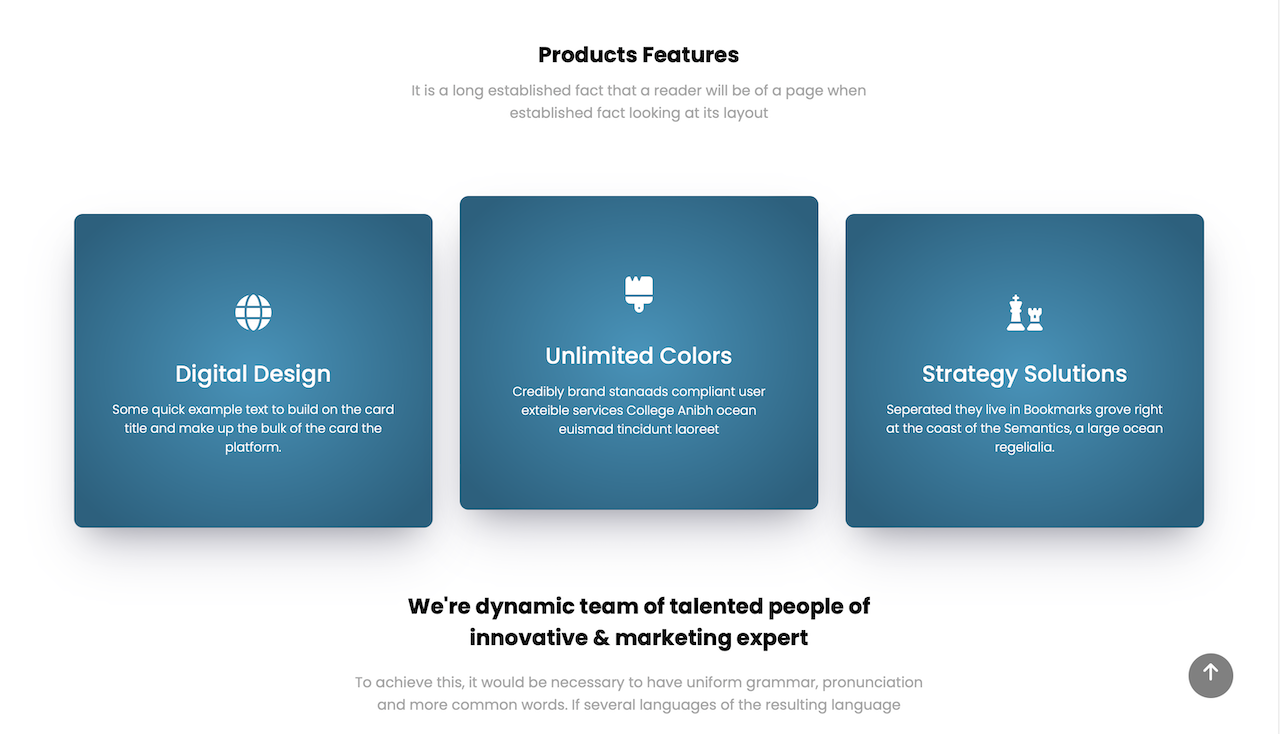 Products Features
It is a long established fact that a reader will be of a page when
established fact looking at its layout
Digital Design
Some quick example text to build on the card
title and make up the bulk of the card the
platform.
Unlimited Colors
Credibly brand stanaads compliant user
exteible services College Anibh ocean
euismad tincidunt laoreet
Strategy Solutions
Seperated they live in Bookmarks grove right
at the coast of the Semantics, a large ocean
regelialia.
We're dynamic team of talented people of
innovative & marketing expert
To achieve this, it would be necessary to have uniform grammar, pronunciation
and more common words. If several languages of the resulting language